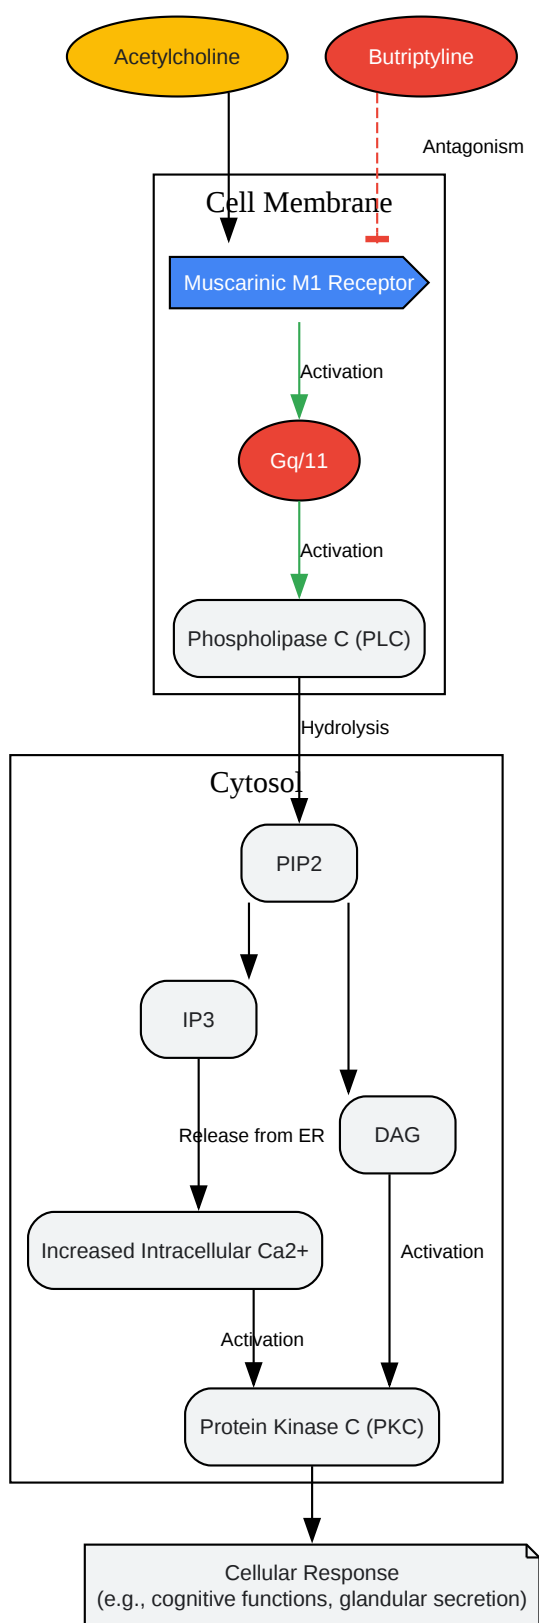 Acetylcholine
Butriptyline
Antagonism
Cell Membrane
Muscarinic M1 Receptor
Activation
Gq/11
Activation
Phospholipase C (PLC)
Hydrolysis
Cytosol
PIP2
IP3
Release from ER
DAG
Increased Intracellular Ca2+
Activation
Activation
Protein Kinase C (PKC)
Cellular Response
(e.g., cognitive functions, glandular secretion)